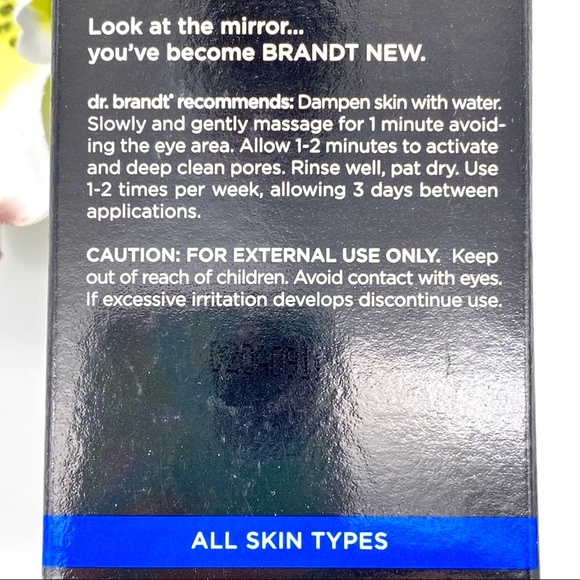 Look at the mirror...
you've become BRANDT NEW.
dr. brandt® recommends: Dampen skin with water.
Slowly and gently massage for 1 minute avoid-
ing the eye area. Allow 1-2 minutes to activate
and deep clean pores. Rinse well, pat dry. Use
1-2 times per week, allowing 3 days between
applications.
CAUTION: FOR EXTERNAL USE ONLY. Keep
out of reach of children. Avoid contact with eyes.
If excessive irritation develops discontinue use.
ALL SKIN TYPES